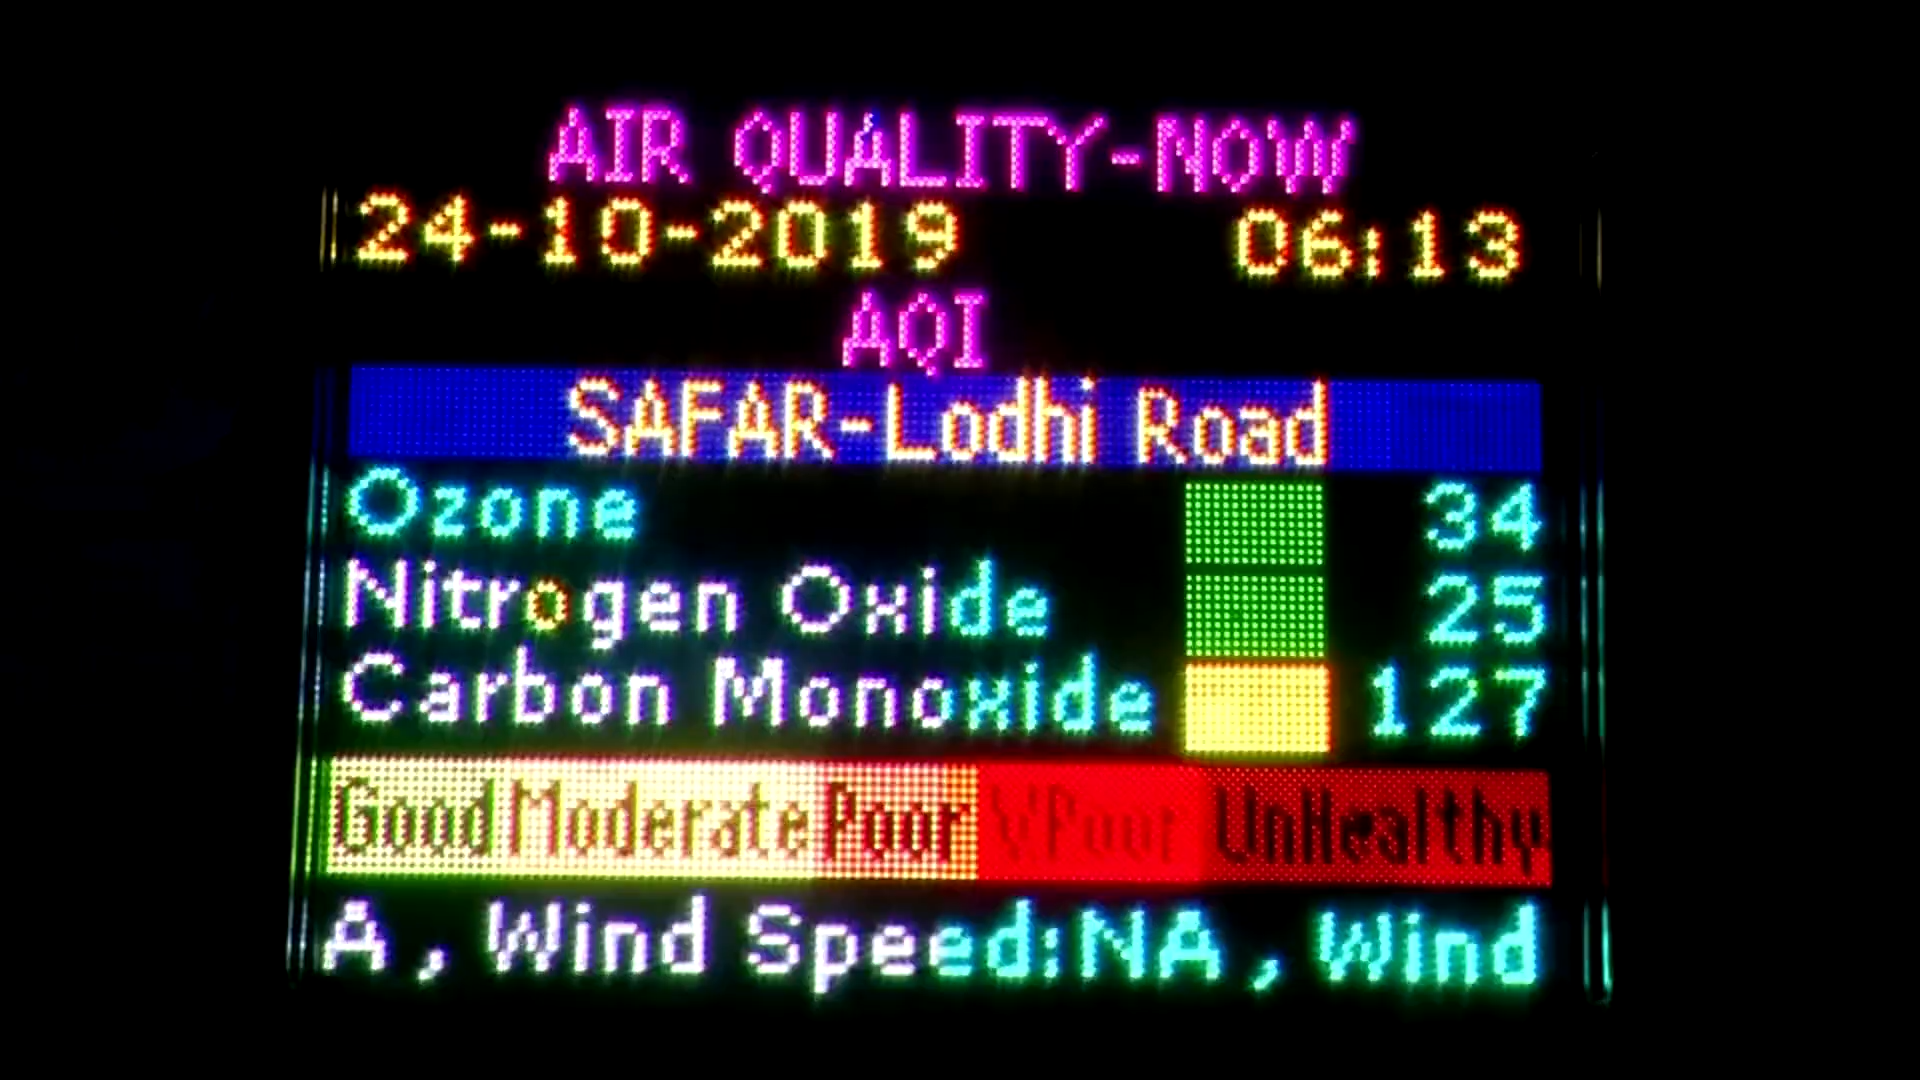 AIR QUALITY-NOW
24-10-2019 06:13
AQI
SAFAR-Lodhi Road
Ozone 34
Nitrogen Oxide 25
Carbon Monoxide 127
Good Moderate Poor V.Poor UnHealthy
A , Wind Speed:NA , Wind